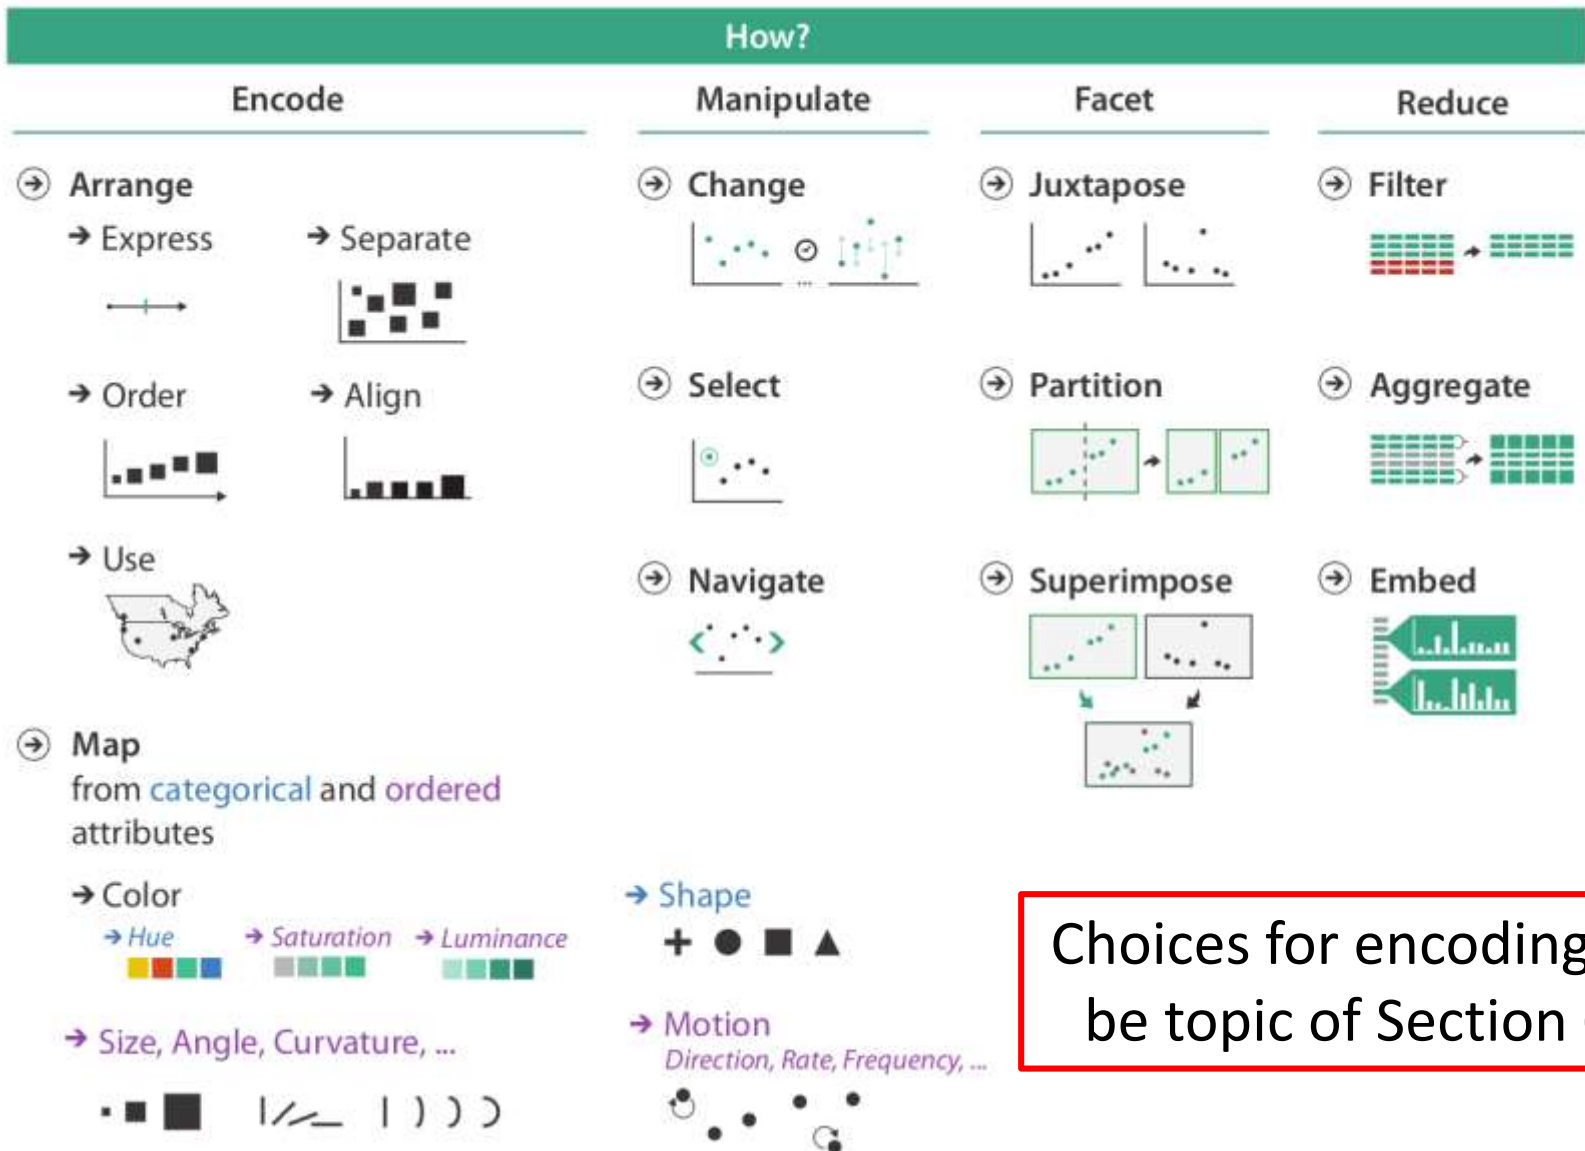 How?
Encode
Manipulate
Facet
Reduce
Arrange
Express
Separate
Order
Align
Use
Map
from categorical and ordered
attributes
Color
Hue
Saturation
Luminance
Size, Angle, Curvature, ...
Shape
Motion
Direction, Rate, Frequency, ...
Change
...
Select
Navigate
Juxtapose
Partition
Superimpose
Filter
Aggregate
Embed
Choices for encoding
be topic of Section